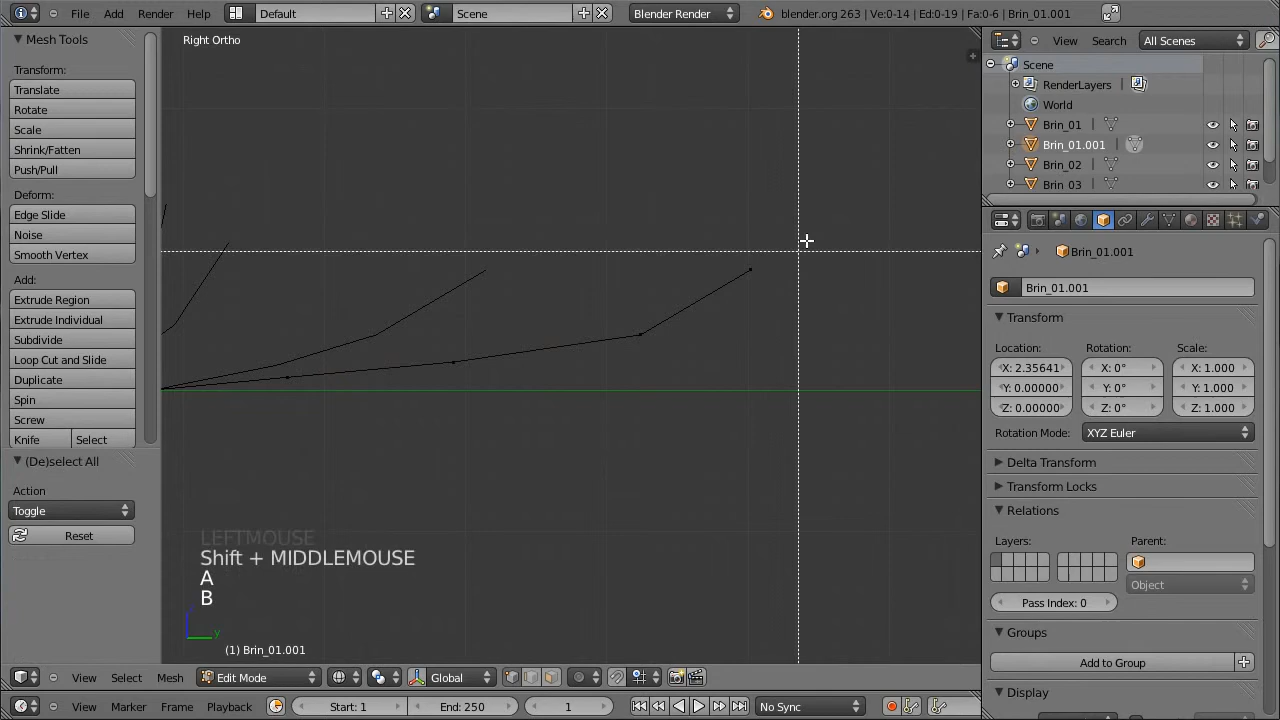 File Add Render Help Default Scene Blender Render blender.org 263 | Ve:0-14 | Ed:0-19 | Fa:0-6 | Brin_01.001
Mesh Tools
Transform:
Translate
Rotate
Scale
Shrink/Fatten
Push/Pull
Deform:
Edge Slide
Noise
Smooth Vertex
Add:
Extrude Region
Extrude Individual
Subdivide
Loop Cut and Slide
Duplicate
Spin
Screw
Knife Select
(De)select All
Action
Toggle
Reset
Right Ortho
LEFTMOUSE
Shift + MIDDLEMOUSE
A
B
y
(1) Brin_01.001
View Select Mesh Edit Mode Global
View Marker Frame Playback Start: 1 End: 250 1 No Sync
View Search All Scenes
Scene
RenderLayers |
World
Brin_01 |
Brin_01.001 |
Brin_02 |
Brin_03 |
Brin_01.001
Brin_01.001
Transform
Location: Rotation: Scale:
X: 2.35641 X: 0° X: 1.000
Y: 0.00000 Y: 0° Y: 1.000
Z: 0.00000 Z: 0° Z: 1.000
Rotation Mode: XYZ Euler
Delta Transform
Transform Locks
Relations
Layers: Parent:
Object
Pass Index: 0
Groups
Add to Group
Display